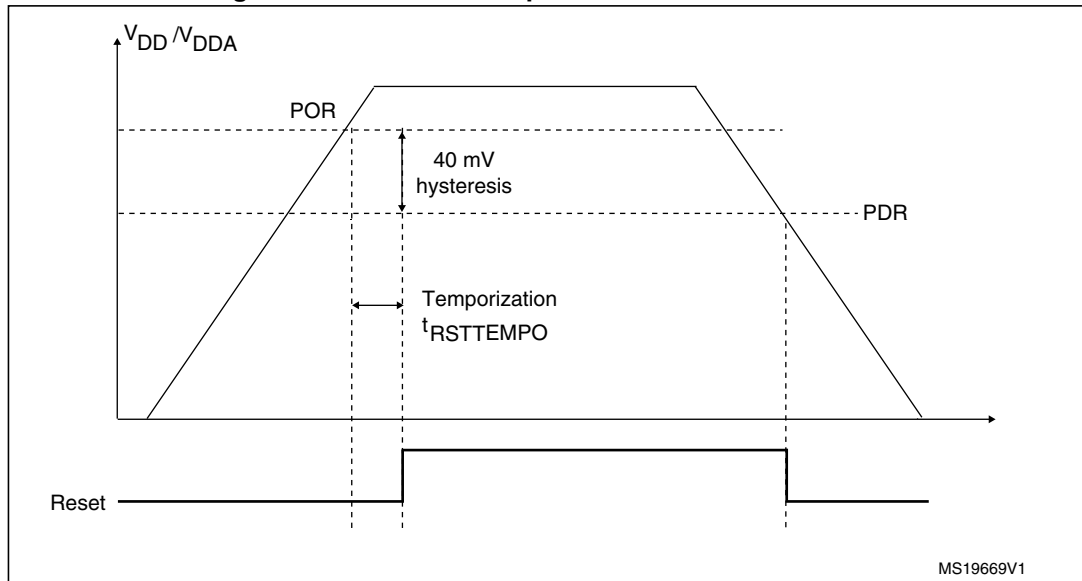 VDD /VDDA
POR
40 mV
hysteresis
PDR
Temporization
tRSTTEMPO
Reset
MS19669V1